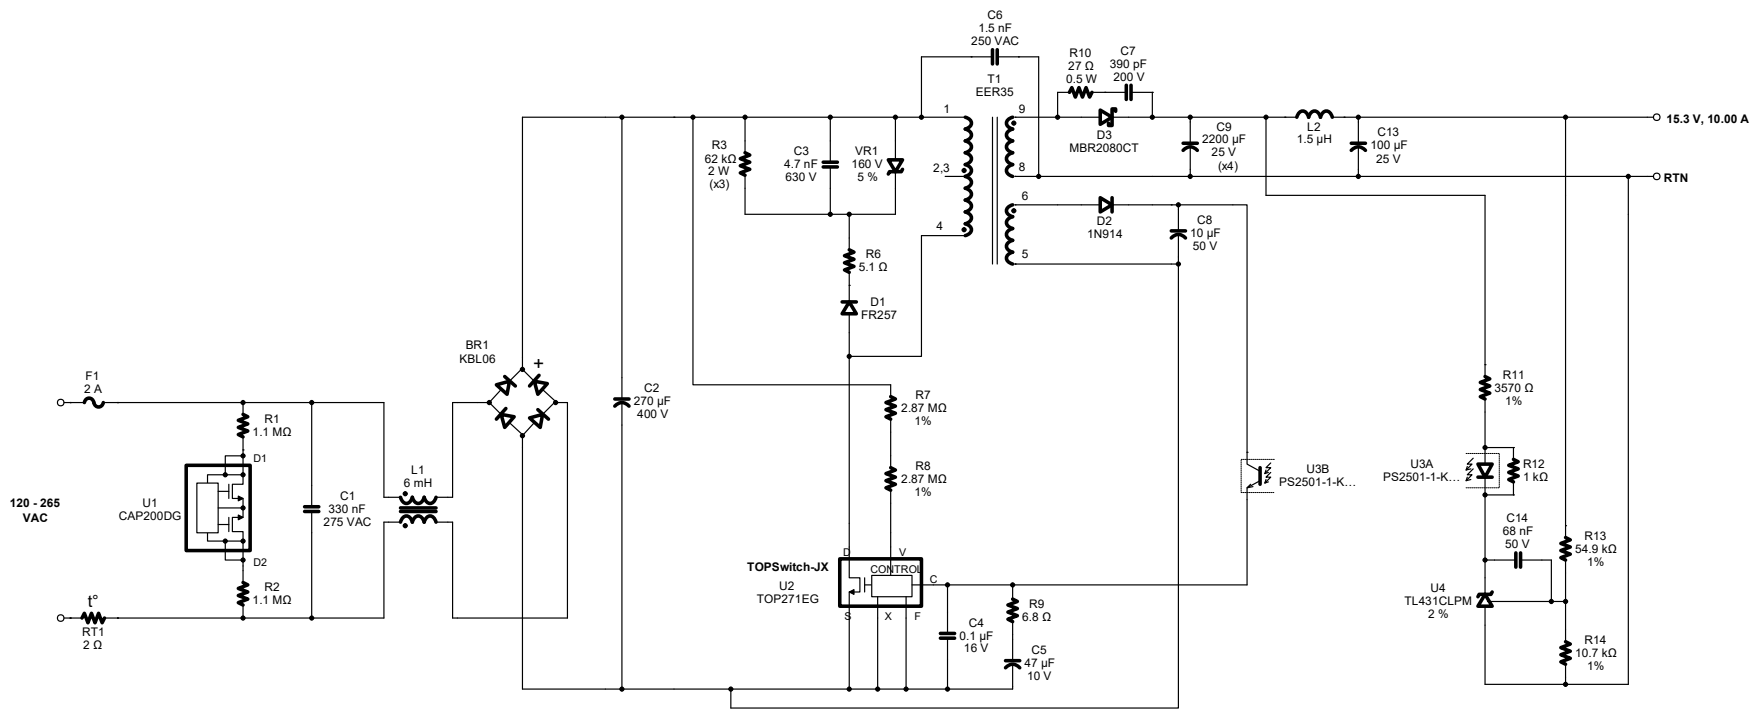 C6
1.5 nF
250 VAC
R10
27 Ω
0.5 W
C7
390 pF
200 V
T1
EER35
1
9
D3
MBR2080CT
C9
2200 µF
25 V
(x4)
L2
1.5 µH
C13
100 µF
25 V
15.3 V, 10.00 A
RTN
R3
62 kΩ
2 W
(x3)
C3
4.7 nF
630 V
VR1
160 V
5 %
2,3
8
4
6
5
D2
1N914
C8
10 µF
50 V
R6
5.1 Ω
D1
FR257
BR1
KBL06
+
F1
2 A
C2
270 µF
400 V
R7
2.87 MΩ
1%
R8
2.87 MΩ
1%
R11
3570 Ω
1%
R1
1.1 MΩ
D1
U1
CAP200DG
D2
R2
1.1 MΩ
C1
330 nF
275 VAC
L1
6 mH
120 - 265
VAC
t°
RT1
2 Ω
U3B
PS2501-1-K...
U3A
PS2501-1-K...
R12
1 kΩ
C14
68 nF
50 V
R13
54.9 kΩ
1%
TOPSwitch-JX
U2
TOP271EG
D
V
CONTROL
C
S
X
F
R9
6.8 Ω
C4
0.1 µF
16 V
C5
47 µF
10 V
U4
TL431CLPM
2 %
R14
10.7 kΩ
1%